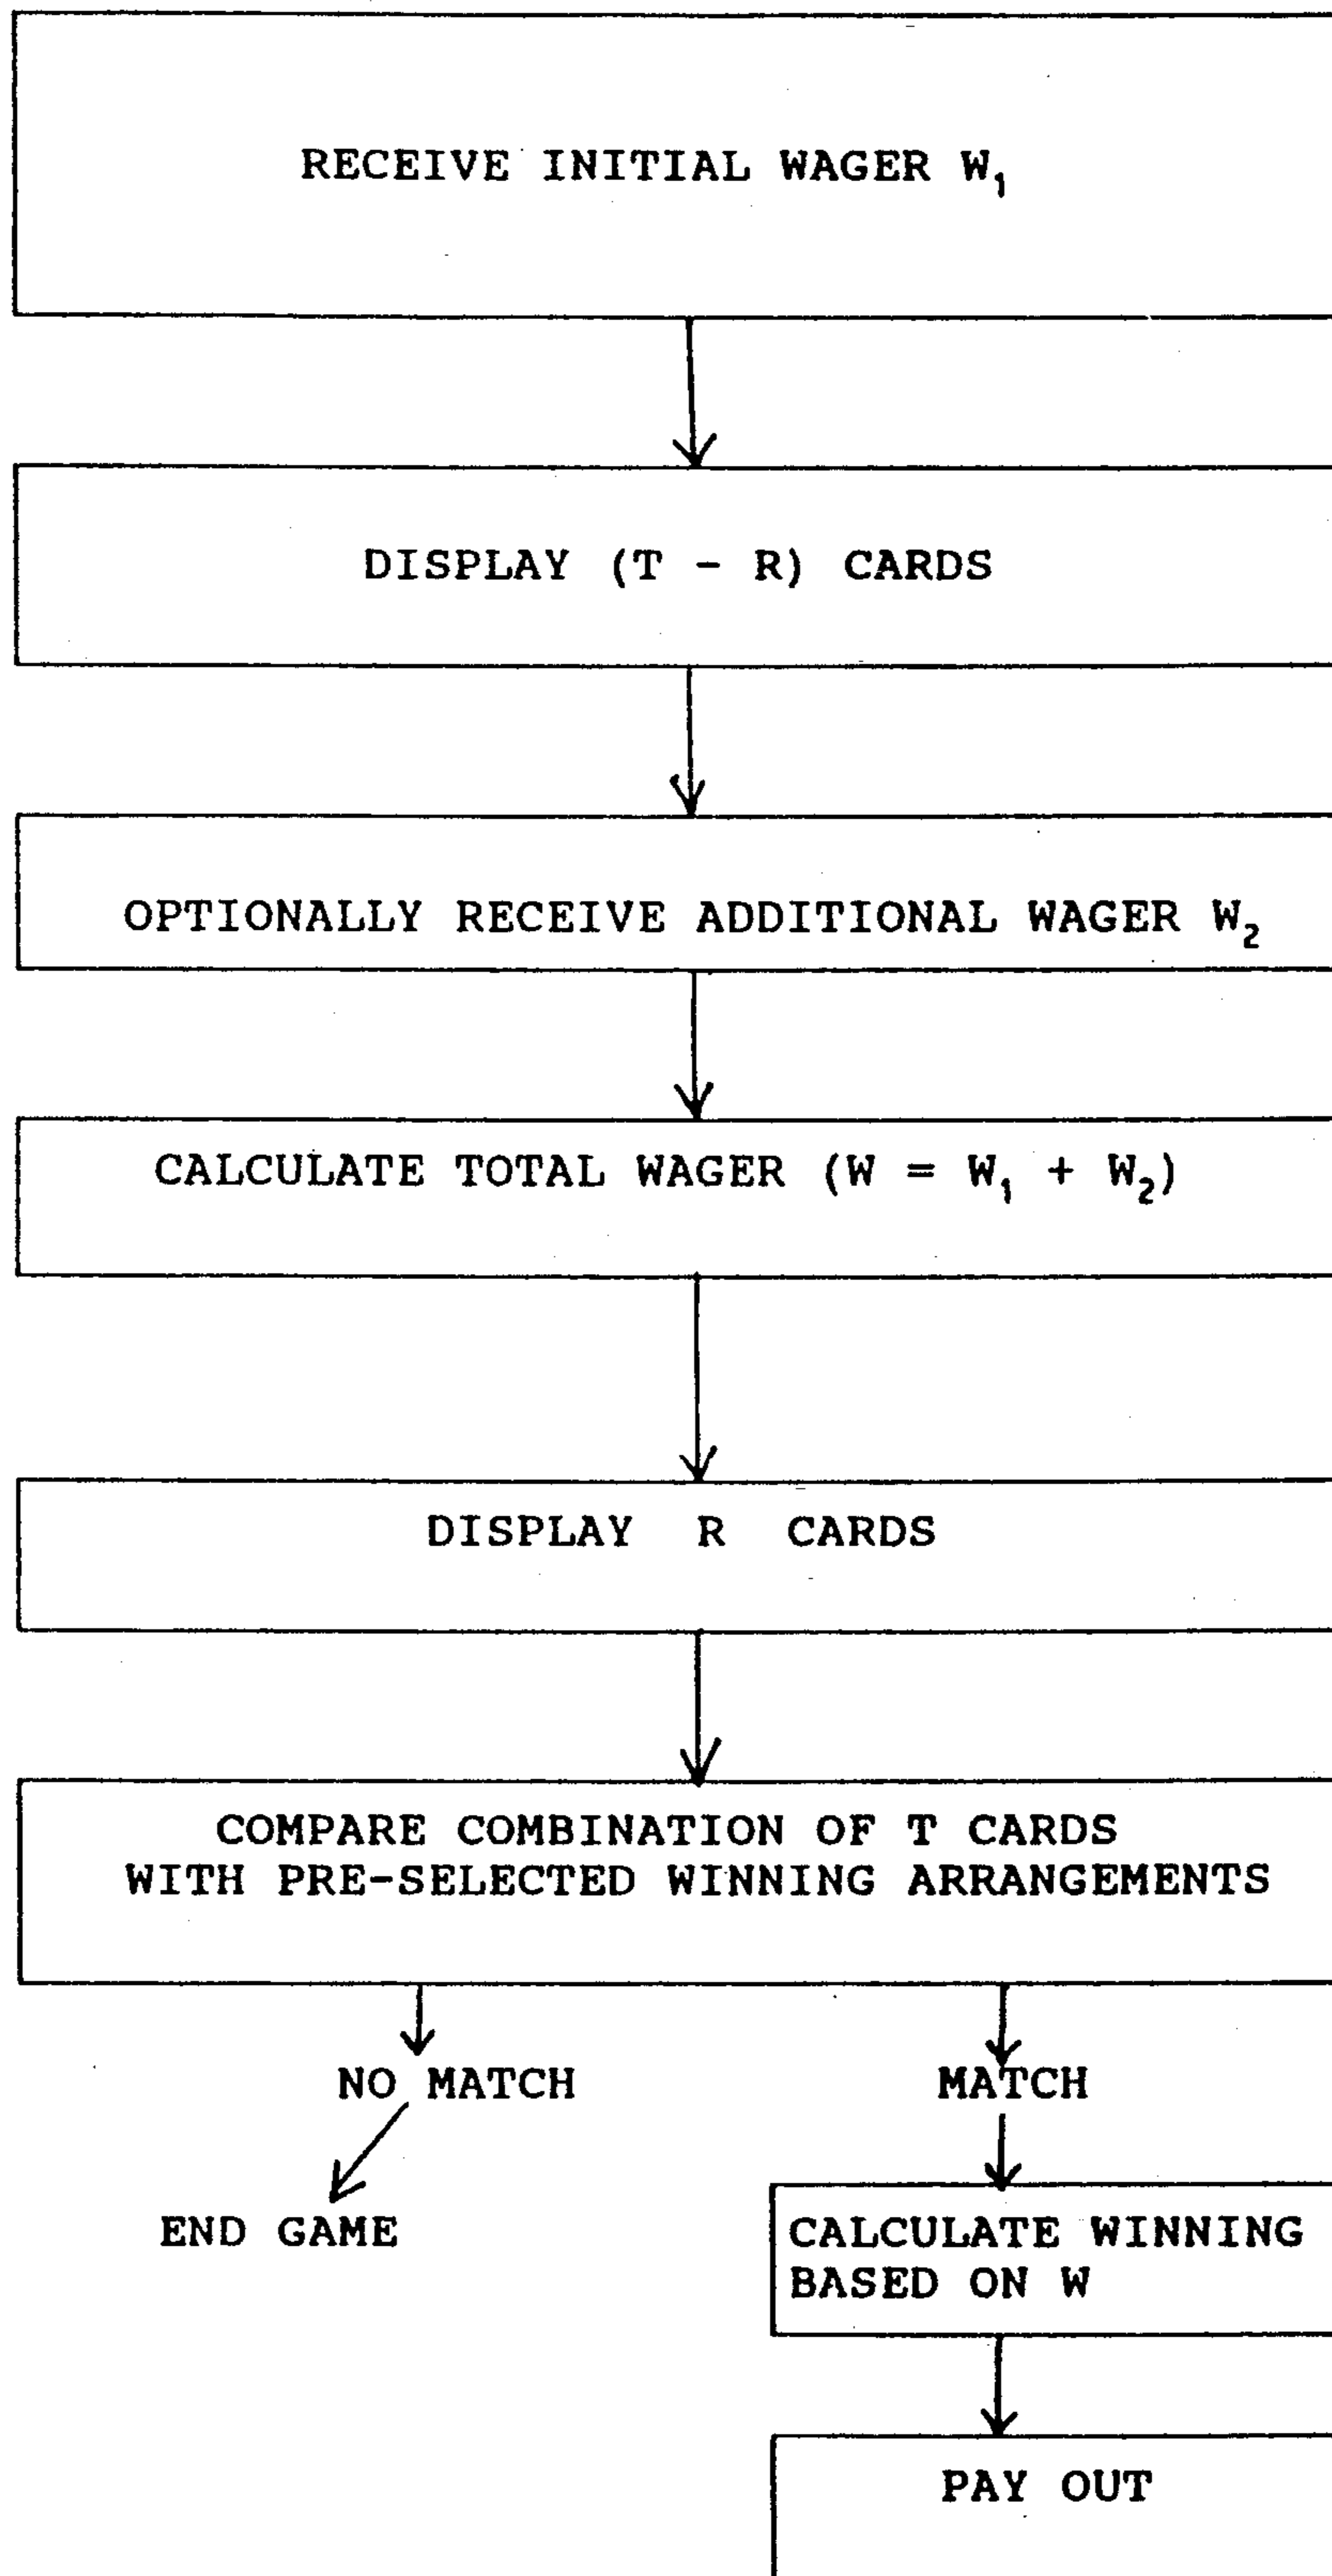 RECEIVE INITIAL WAGER W₁
DISPLAY (T - R) CARDS
OPTIONALLY RECEIVE ADDITIONAL WAGER W₂
CALCULATE TOTAL WAGER (W = W₁ + W₂)
DISPLAY R CARDS
COMPARE COMBINATION OF T CARDS
WITH PRE-SELECTED WINNING ARRANGEMENTS
NO MATCH MATCH
END GAME
CALCULATE WINNING
BASED ON W
PAY OUT